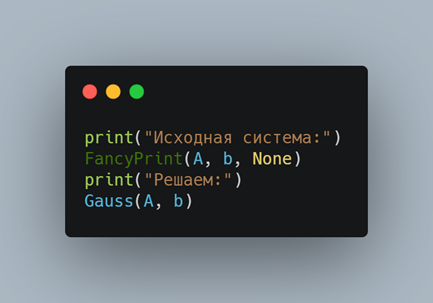 print("Исходная система:")
FancyPrint(A, b, None)
print("Решаем:")
Gauss(A, b)